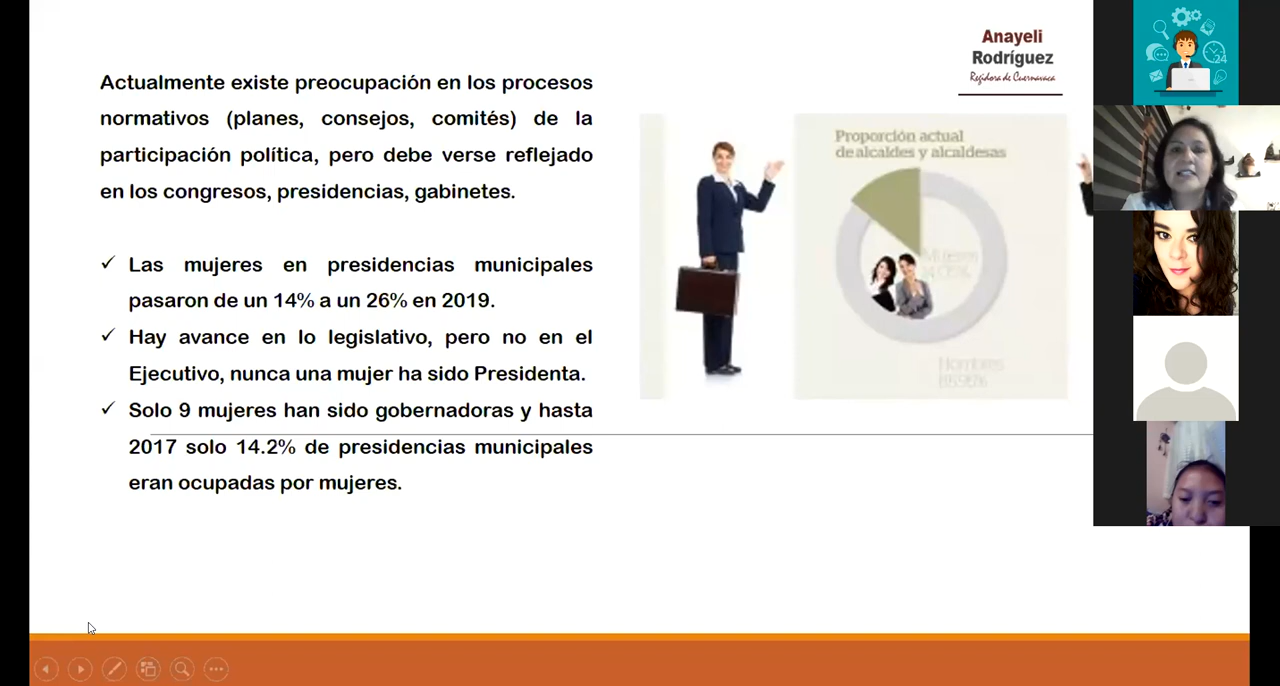 Anayeli
Rodríguez
Regidora de Cuernavaca
Actualmente existe preocupación en los procesos
normativos (planes, consejos, comités) de la
participación política, pero debe verse reflejado
en los congresos, presidencias, gabinetes.
✓ Las mujeres en presidencias municipales
pasaron de un 14% a un 26% en 2019.
✓ Hay avance en lo legislativo, pero no en el
Ejecutivo, nunca una mujer ha sido Presidenta.
✓ Solo 9 mujeres han sido gobernadoras y hasta
2017 solo 14.2% de presidencias municipales
eran ocupadas por mujeres.
Proporción actual
de alcaldes y alcaldesas
Mujeres
Hombres
24